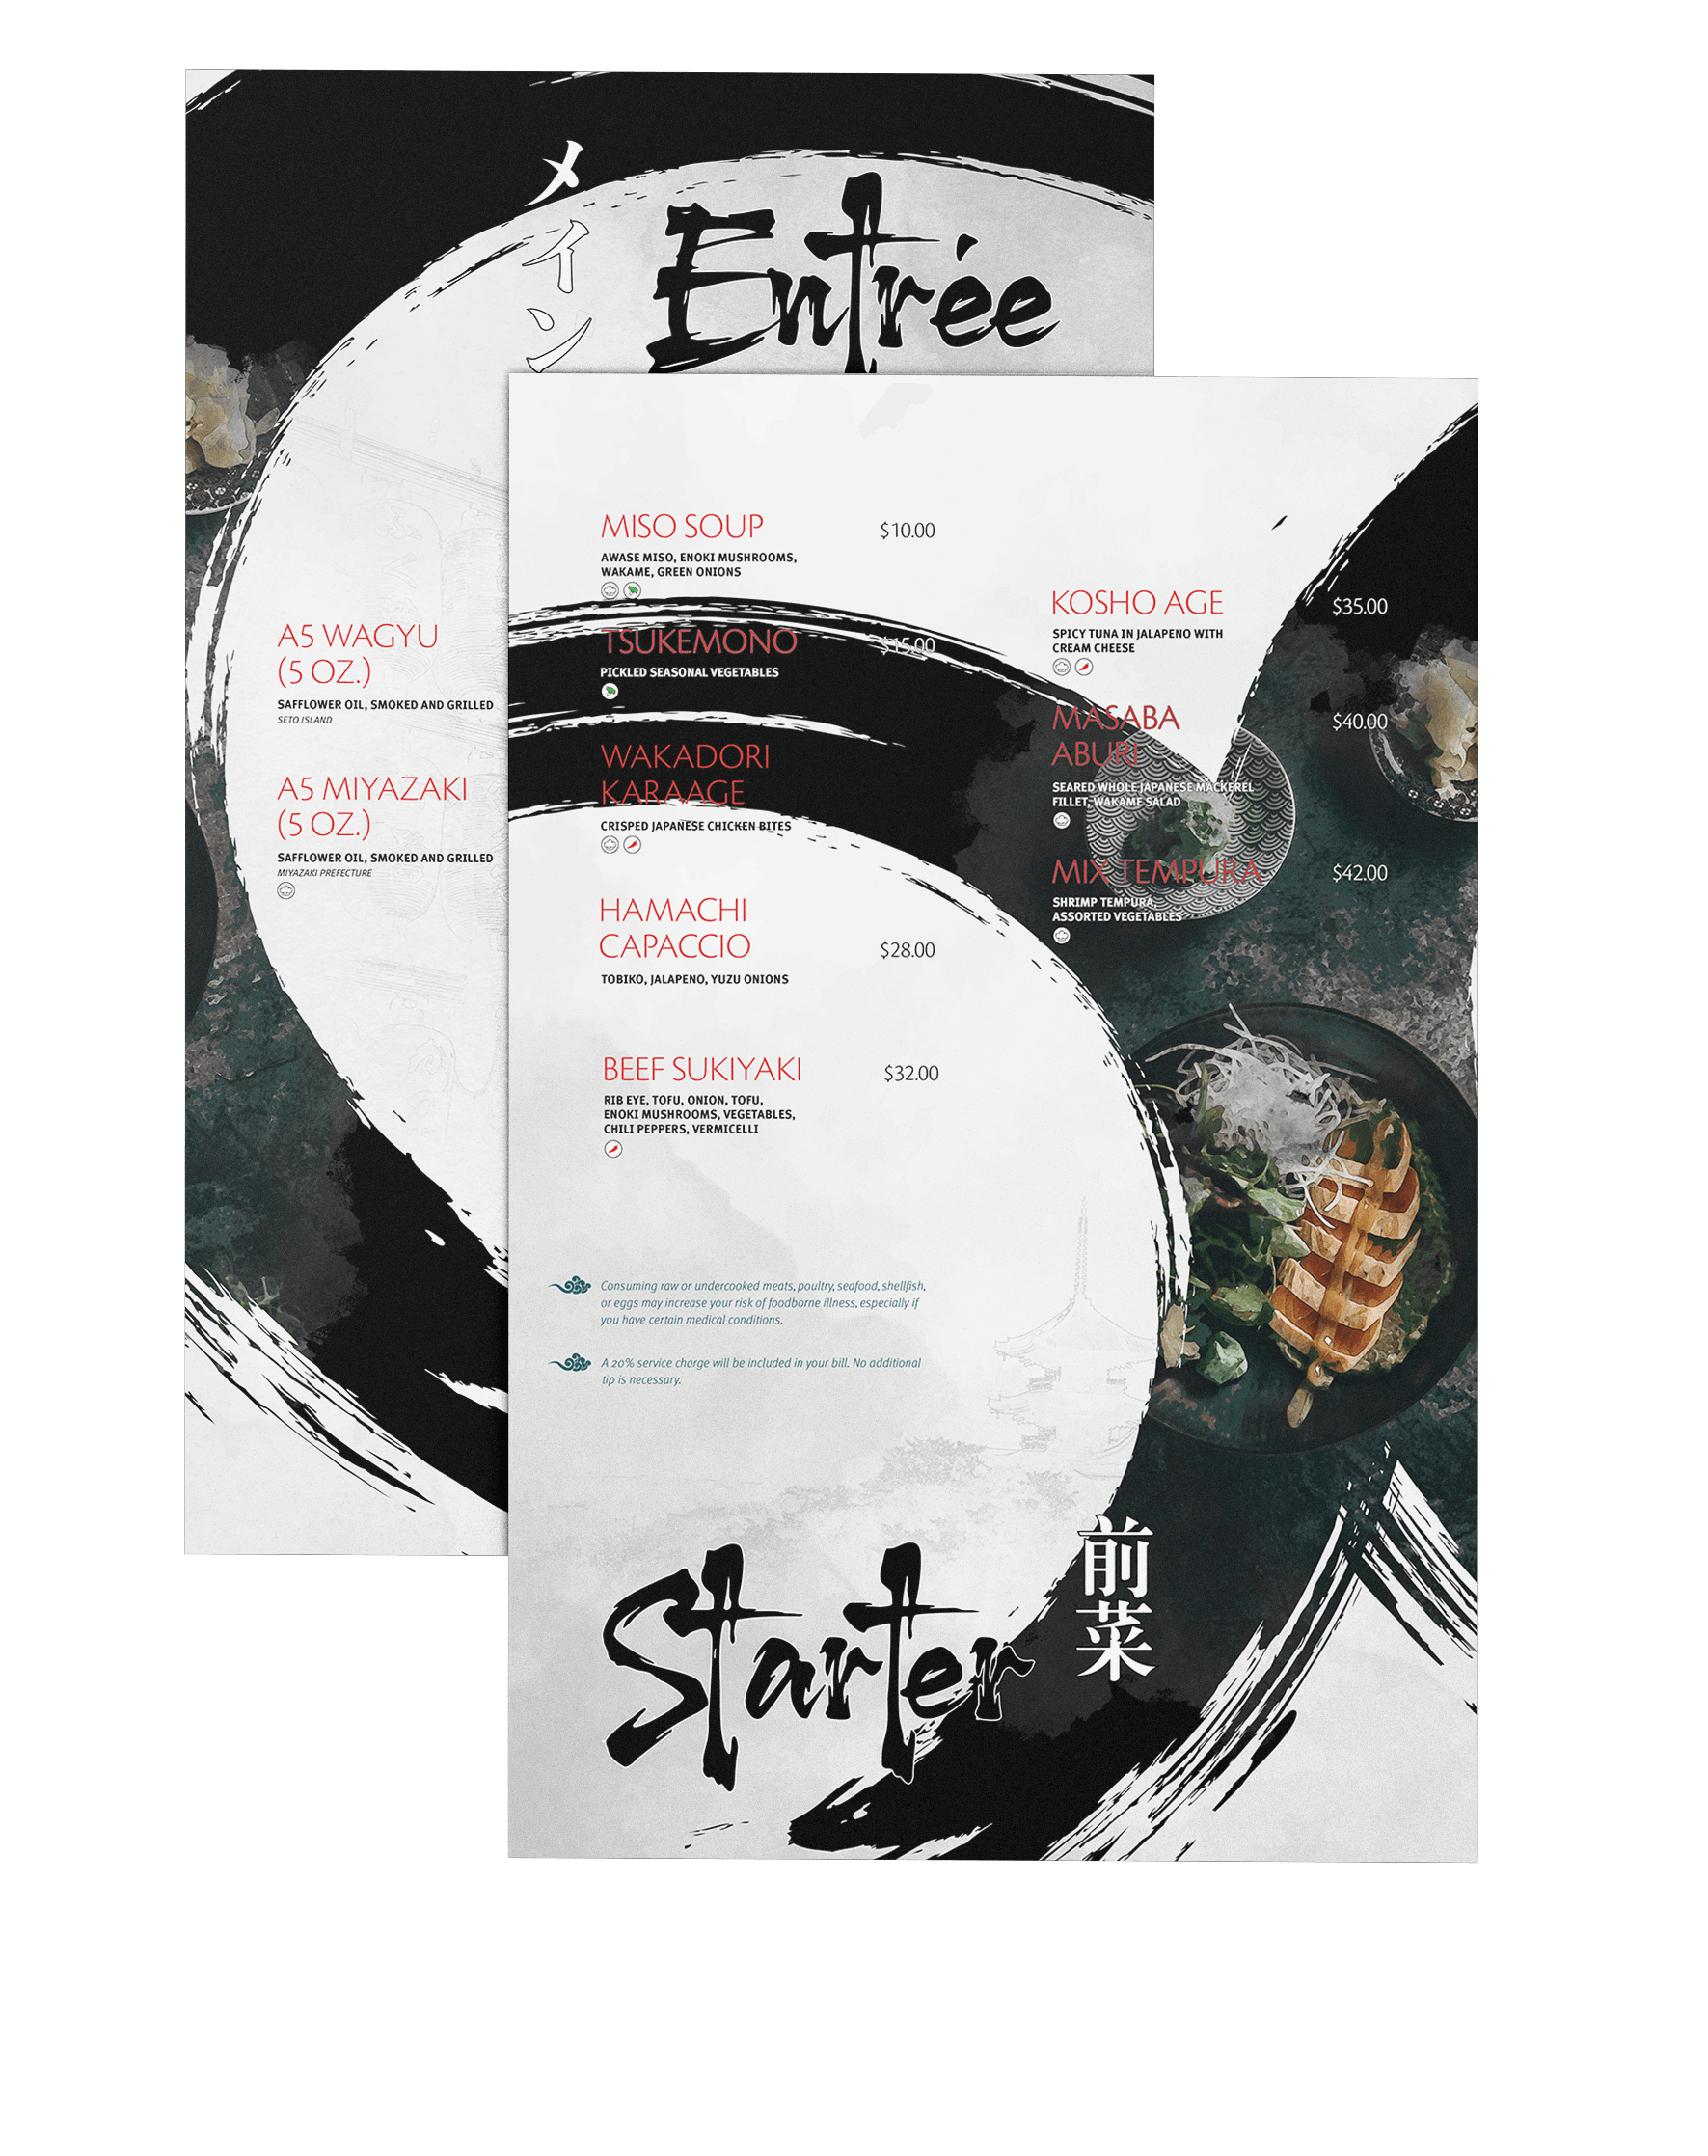 メイン
Entrée
A5 WAGYU
(5 OZ.)
SAFFLOWER OIL, SMOKED AND GRILLED
SETO ISLAND
A5 MIYAZAKI
(5 OZ.)
SAFFLOWER OIL, SMOKED AND GRILLED
MIYAZAKI PREFECTURE
MISO SOUP $10.00
AWASE MISO, ENOKI MUSHROOMS,
WAKAME, GREEN ONIONS
TSUKEMONO $15.00
PICKLED SEASONAL VEGETABLES
WAKADORI
KARAAGE
CRISPED JAPANESE CHICKEN BITES
HAMACHI
CAPACCIO $28.00
TOBIKO, JALAPENO, YUZU ONIONS
BEEF SUKIYAKI $32.00
RIB EYE, TOFU, ONION, TOFU,
ENOKI MUSHROOMS, VEGETABLES,
CHILI PEPPERS, VERMICELLI
KOSHO AGE $35.00
SPICY TUNA IN JALAPENO WITH
CREAM CHEESE
MASABA $40.00
ABURI
SEARED WHOLE JAPANESE MACKEREL
FILLET, WAKAME SALAD
MIX TEMPURA $42.00
SHRIMP TEMPURA,
ASSORTED VEGETABLES
Consuming raw or undercooked meats, poultry, seafood, shellfish,
or eggs may increase your risk of foodborne illness, especially if
you have certain medical conditions.
A 20% service charge will be included in your bill. No additional
tip is necessary.
Starter
前菜